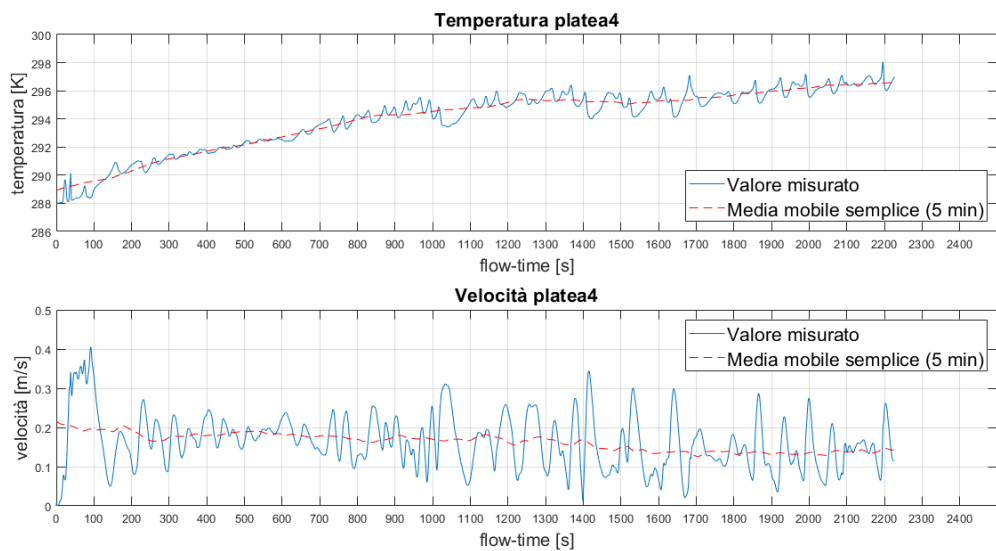 Temperatura platea4
temperatura [K]
300
298
296
294
292
290
288
286
Valore misurato
Media mobile semplice (5 min)
0 100 200 300 400 500 600 700 800 900 1000 1100 1200 1300 1400 1500 1600 1700 1800 1900 2000 2100 2200 2300 2400
flow-time [s]
Velocità platea4
velocità [m/s]
0.5
0.4
0.3
0.2
0.1
0
Valore misurato
Media mobile semplice (5 min)
0 100 200 300 400 500 600 700 800 900 1000 1100 1200 1300 1400 1500 1600 1700 1800 1900 2000 2100 2200 2300 2400
flow-time [s]